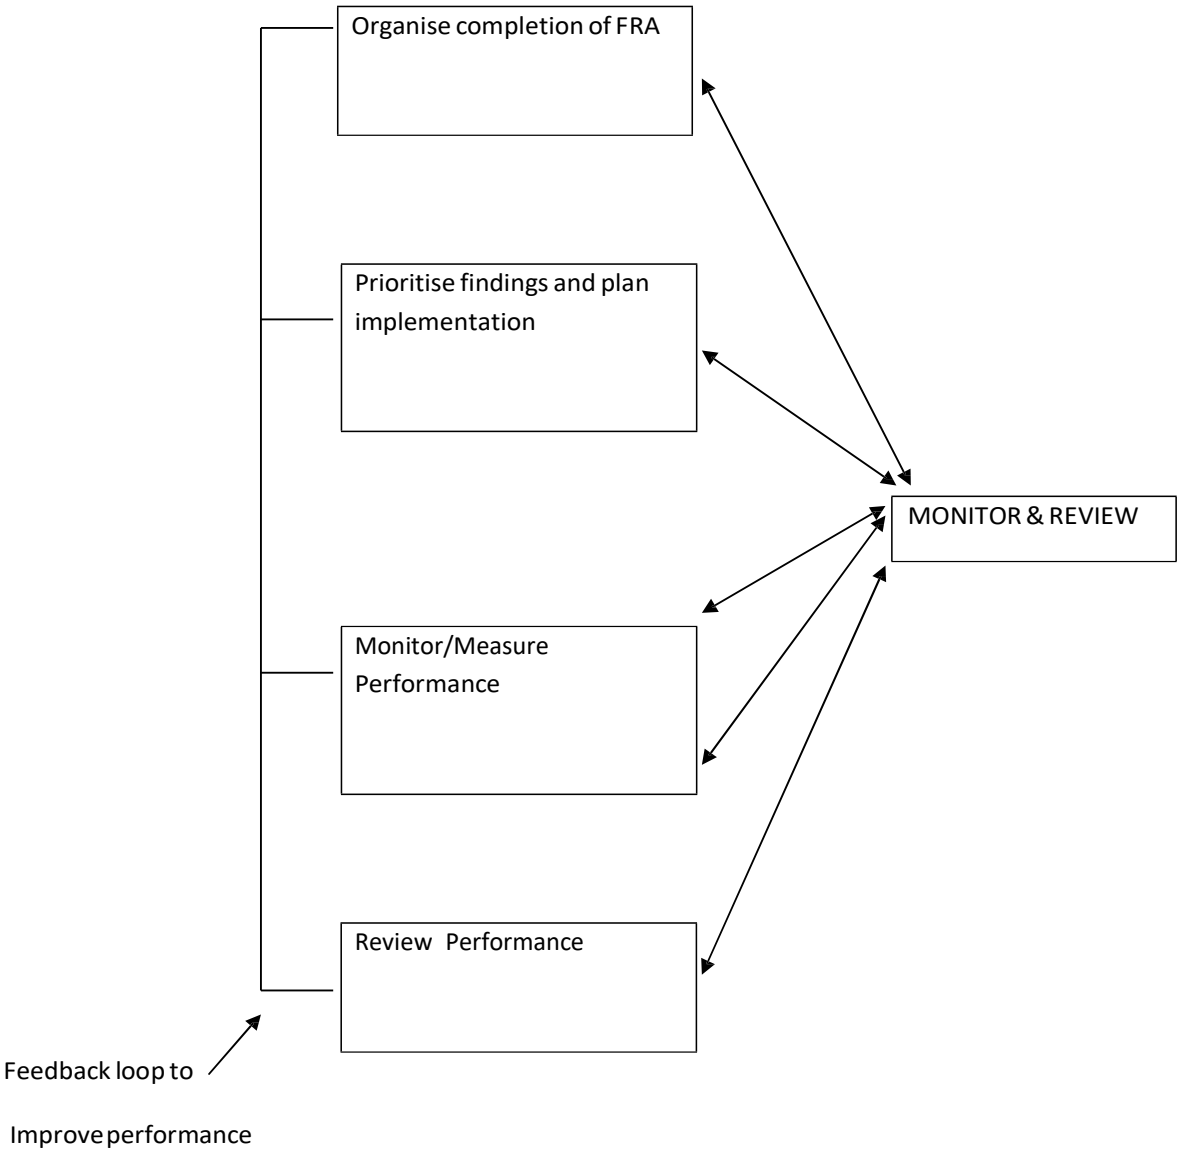 Organise completion of FRA
Prioritise findings and plan
implementation
MONITOR & REVIEW
Monitor/Measure
Performance
Review Performance
Feedback loop to
Improve performance